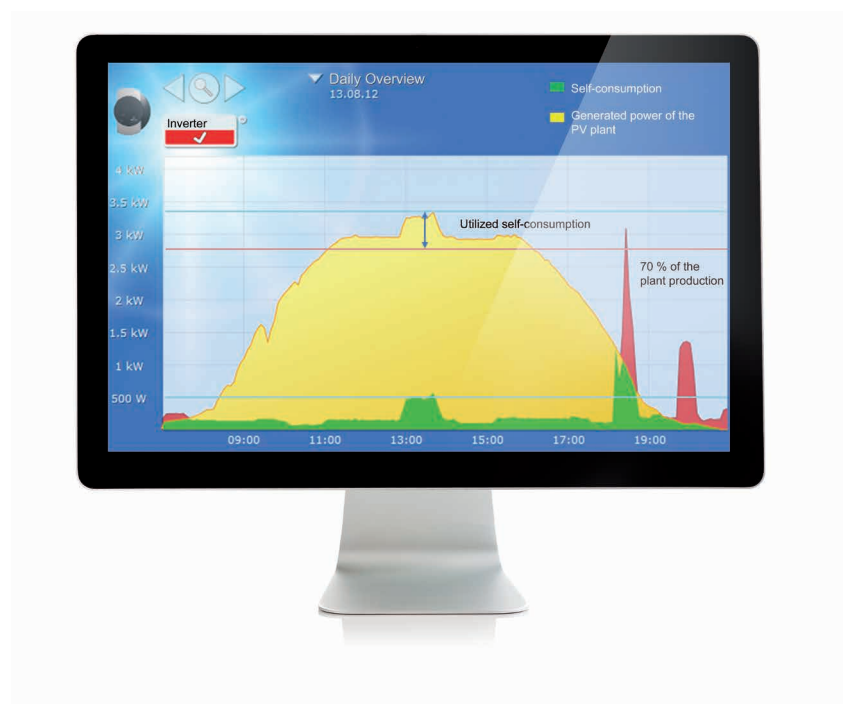 Daily Overview
13.08.12
Self-consumption
Generated power of the
PV plant
Inverter
4 kW
3.5 kW
3 kW
2.5 kW
2 kW
1.5 kW
1 kW
500 W
Utilized self-consumption
70 % of the
plant production
09:00
11:00
13:00
15:00
17:00
19:00